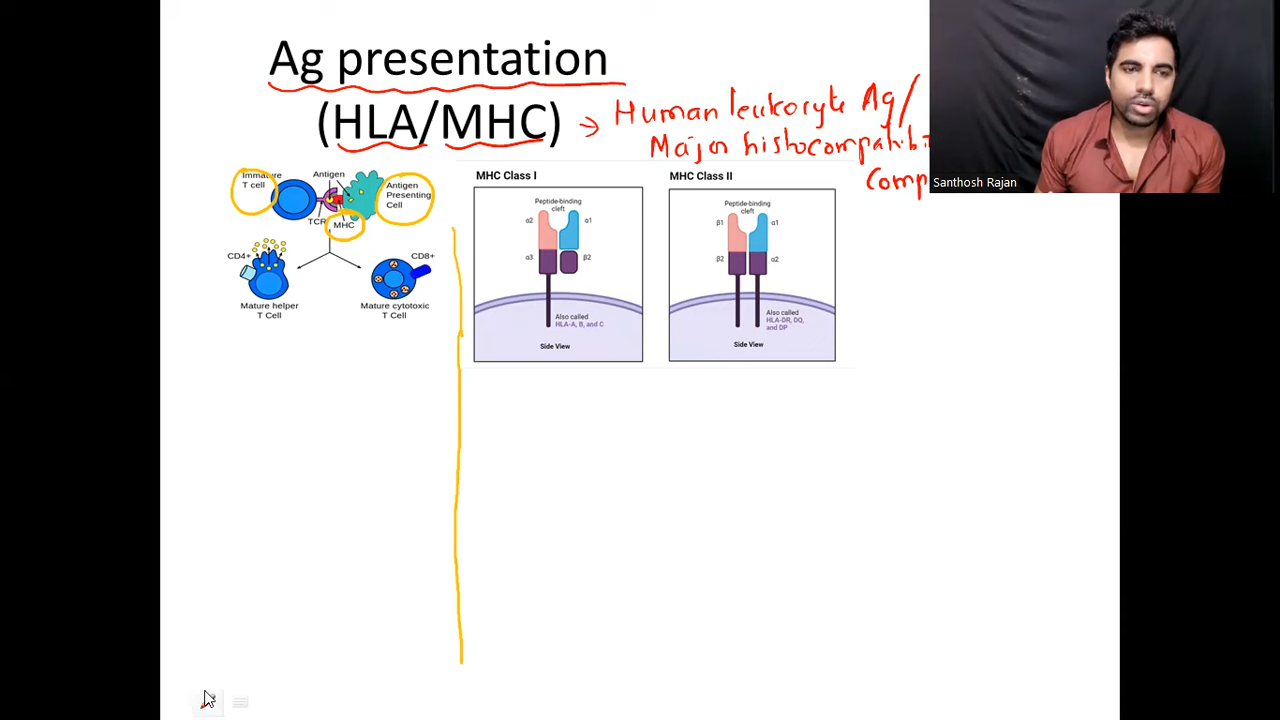 Ag presentation
(HLA/MHC)
→ Human leukocyte Ag/
Major histocompatibi
Comp
Santhosh Rajan
Immature
T cell
Antigen
Antigen
Presenting
Cell
TCR
MHC
CD4+
CD8+
Mature helper
T Cell
Mature cytotoxic
T Cell
MHC Class I
Peptide-binding
cleft
α2
α1
α3
β2
Also called
HLA-A, B, and C
Side View
MHC Class II
Peptide-binding
cleft
β1
α1
β2
α2
Also called
HLA-DR, DQ,
and DP
Side View